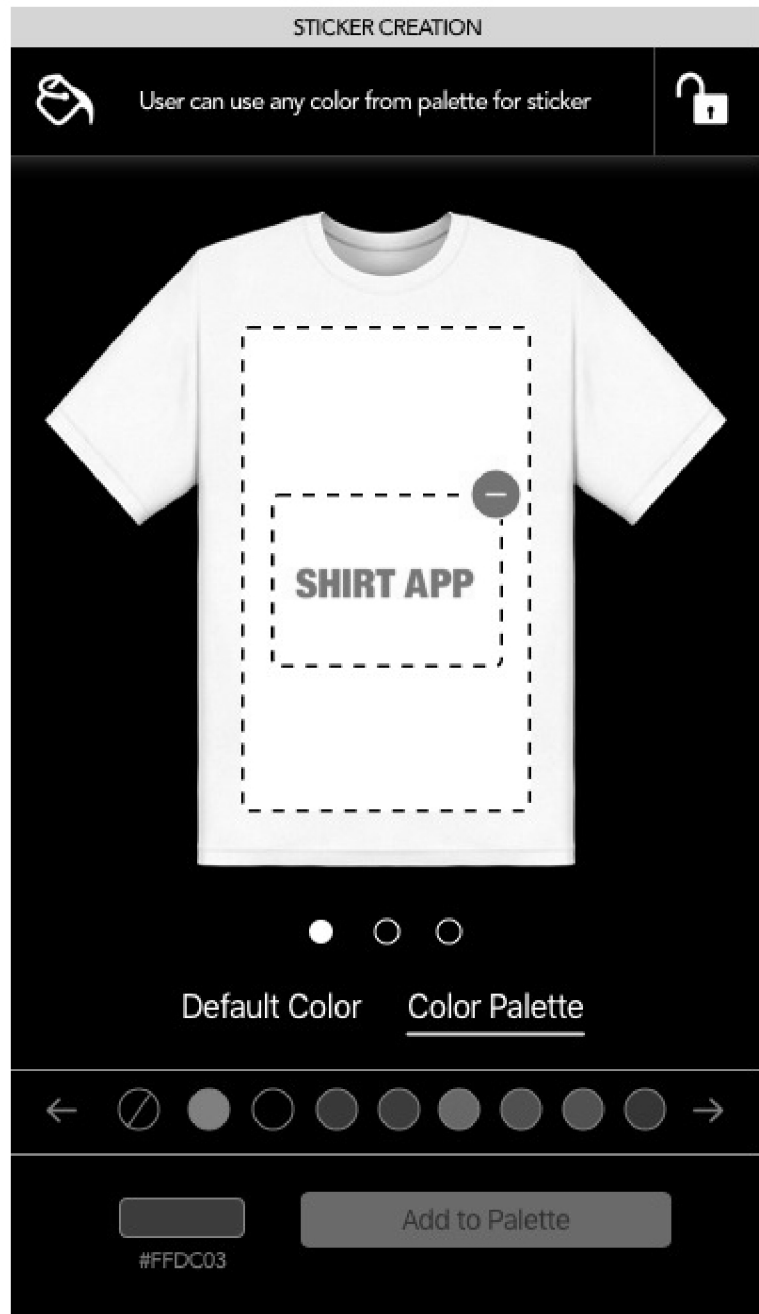 STICKER CREATION
User can use any color from palette for sticker
SHIRT APP
Default Color
Color Palette
#FFDC03
Add to Palette